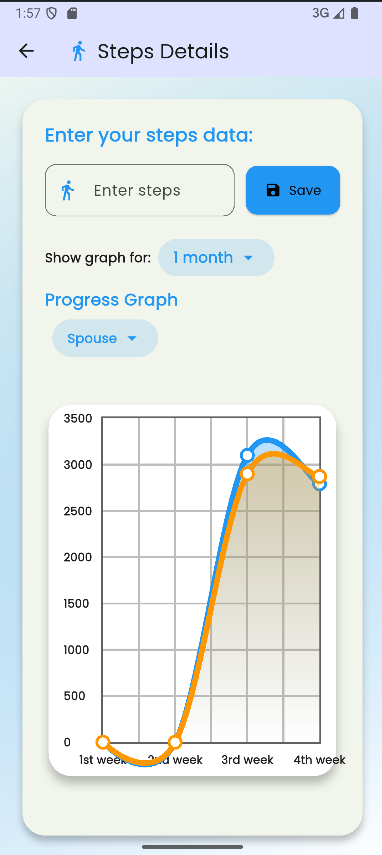 1:57 3G
Steps Details
Enter your steps data:
Enter steps Save
Show graph for: 1 month
Progress Graph
Spouse
3500
3000
2500
2000
1500
1000
500
0
1st week 2nd week 3rd week 4th week